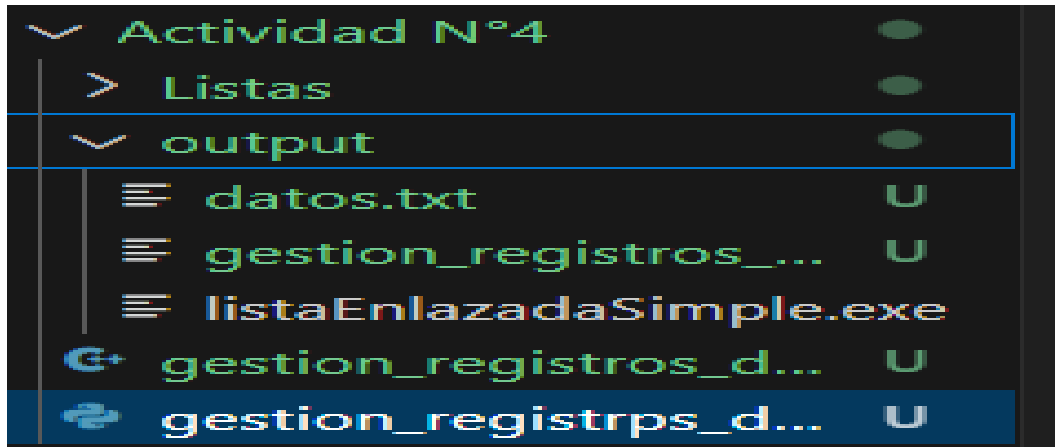 Actividad N°4
Listas
output
datos.txt U
gestion_registros_... U
listaEnlazadaSimple.exe
gestion_registros_d... U
gestion_registrps_d... U